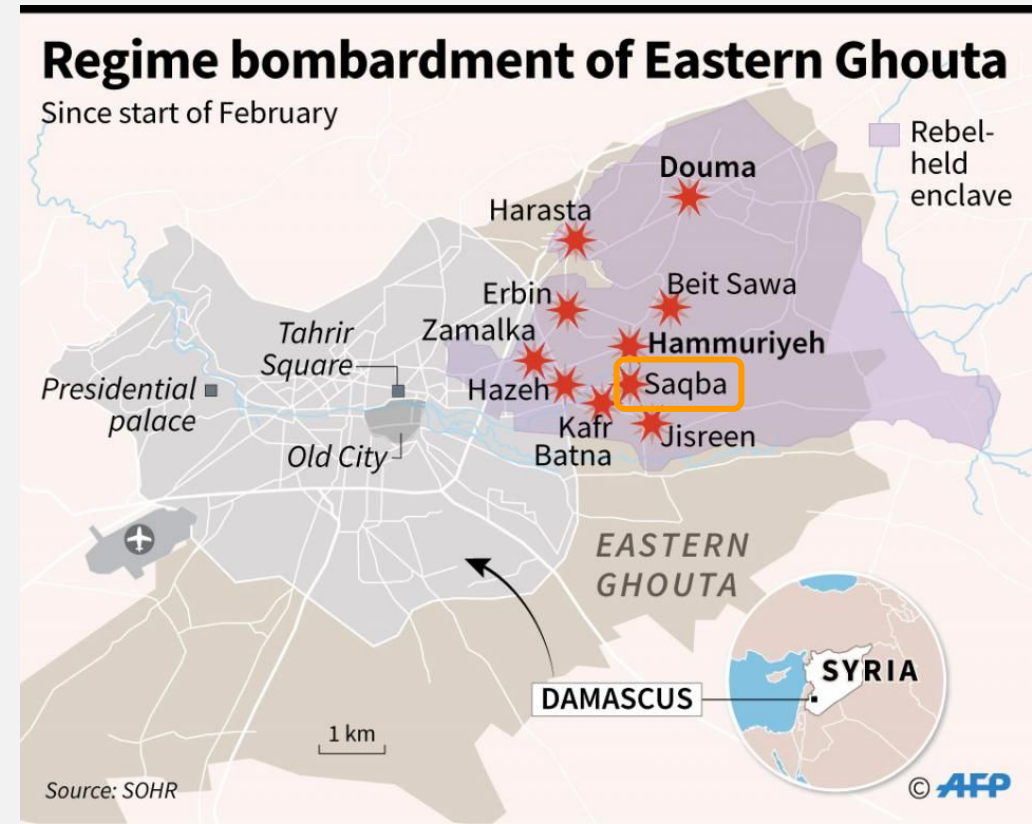 Regime bombardment of Eastern Ghouta
Since start of February
Rebel-
held
enclave
Douma
Harasta
Beit Sawa
Erbin
Zamalka
Tahrir
Square
Hammuriyeh
Presidential
palace
Hazeh
Saqba
Kafr
Batna
Jisreen
Old City
EASTERN
GHOUTA
SYRIA
DAMASCUS
1 km
Source: SOHR
© AFP